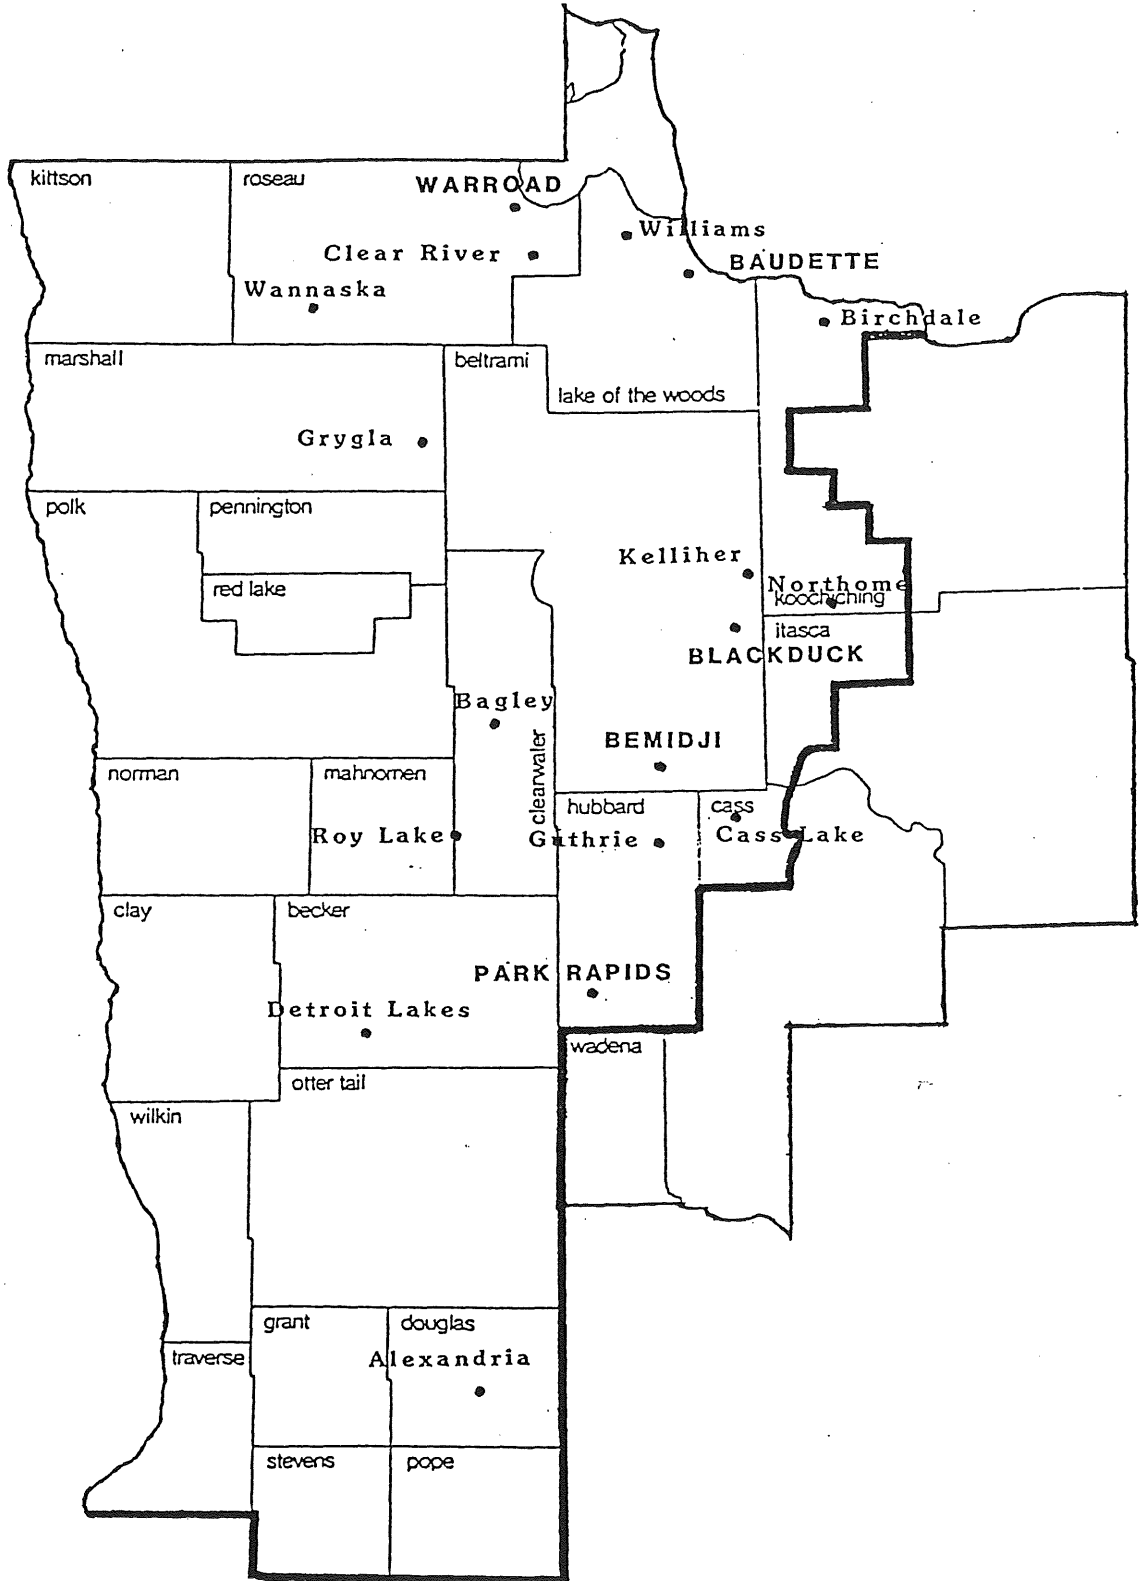 kittson
roseau
WARROAD
Williams
Clear River
BAUDETTE
Wannaska
Birchdale
marshall
beltrami
lake of the woods
Grygla
polk
pennington
Kelliher
red lake
Northome
koochiching
itasca
BLACKDUCK
Bagley
clearwater
BEMIDJI
norman
mahnomen
hubbard
cass
Roy Lake
Guthrie
Cass Lake
clay
becker
PARK RAPIDS
Detroit Lakes
wadena
otter tail
wilkin
grant
douglas
traverse
Alexandria
stevens
pope